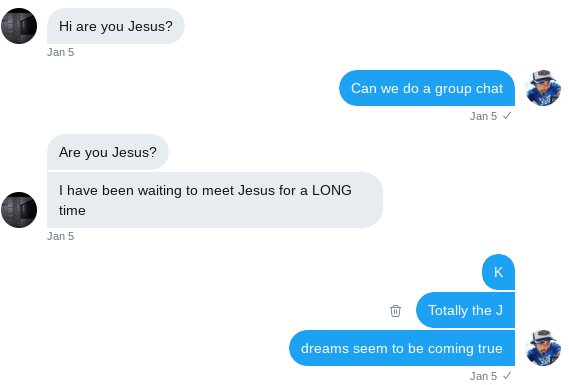 Hi are you Jesus?
Jan 5
Can we do a group chat
Jan 5
Are you Jesus?
I have been waiting to meet Jesus for a LONG
time
Jan 5
K
Totally the J
dreams seem to be coming true
Jan 5